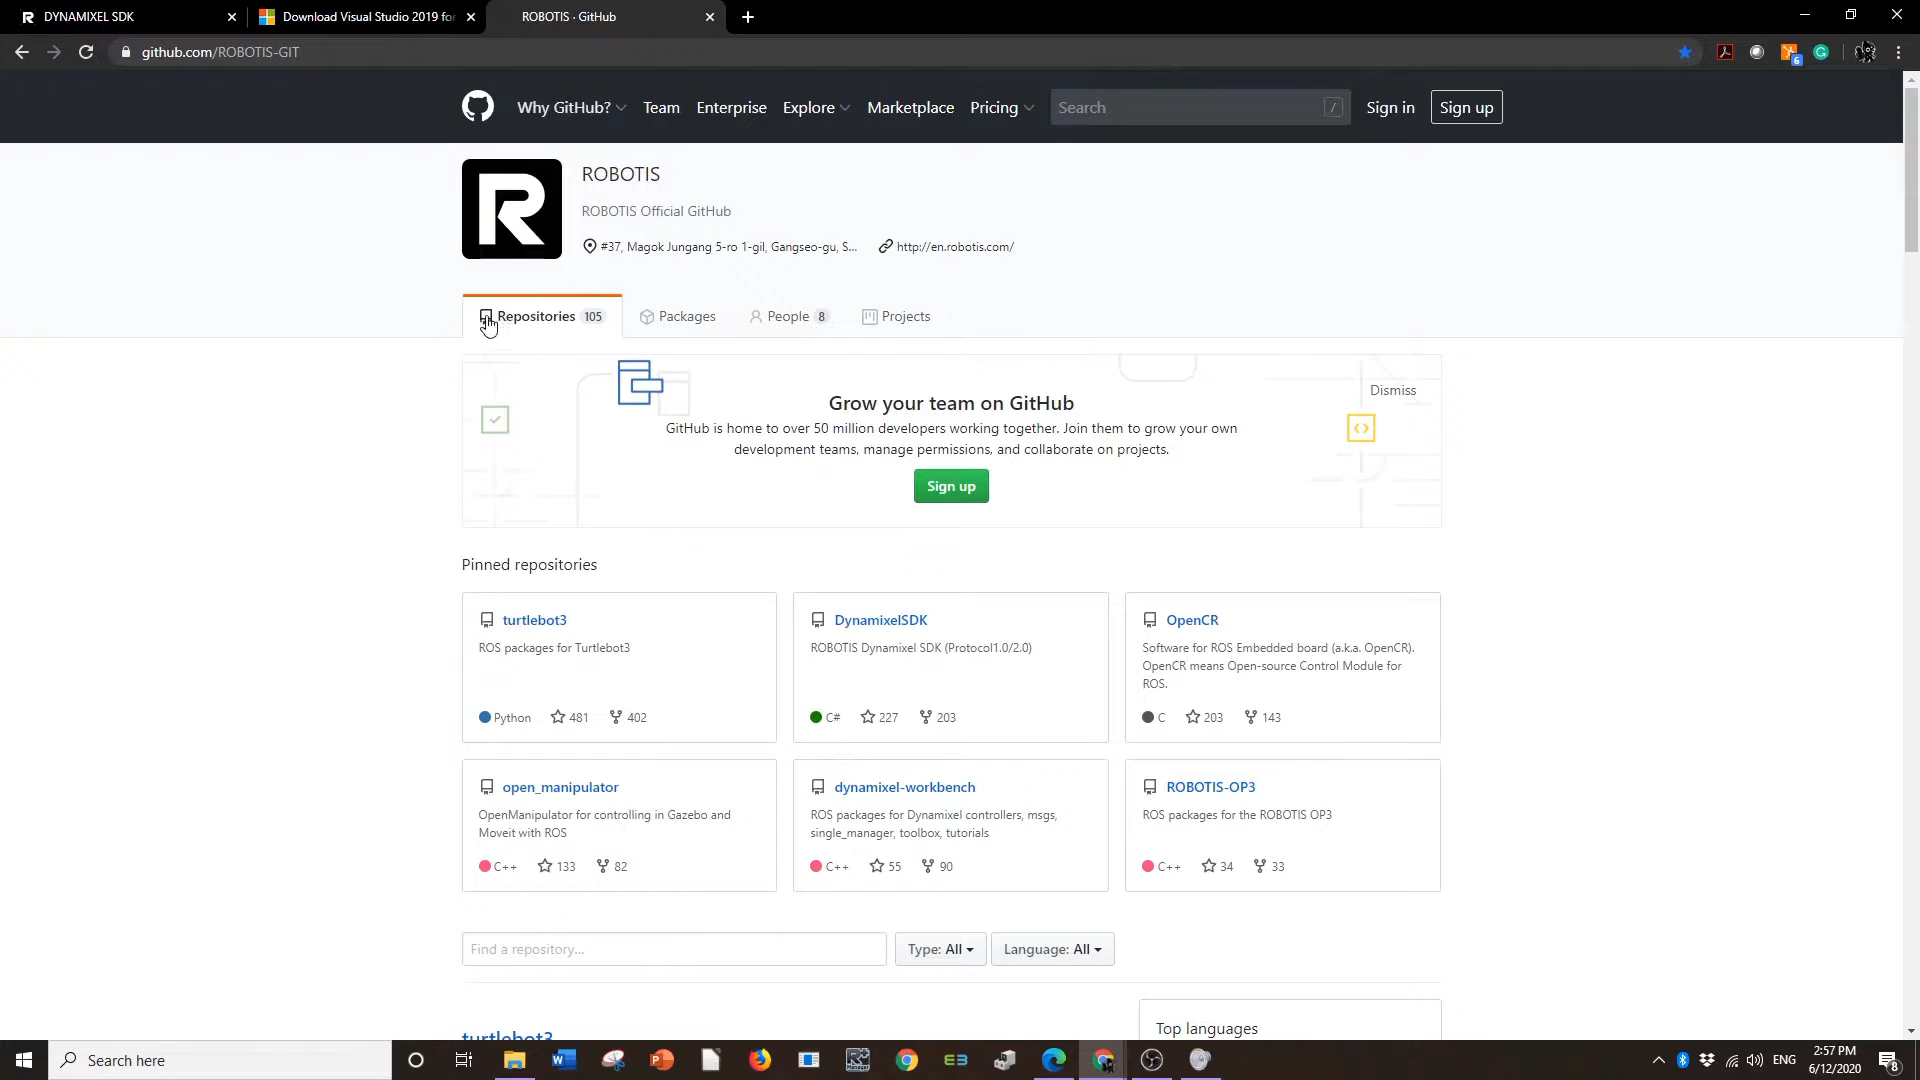 DYNAMIXEL SDK
Download Visual Studio 2019 for
ROBOTIS · GitHub
github.com/ROBOTIS-GIT
6
Why GitHub?
Team
Enterprise
Explore
Marketplace
Pricing
Search
/
Sign in
Sign up
R
ROBOTIS
ROBOTIS Official GitHub
#37, Magok Jungang 5-ro 1-gil, Gangseo-gu, S...
http://en.robotis.com/
Repositories 105
Packages
People 8
Projects
Grow your team on GitHub
Dismiss
GitHub is home to over 50 million developers working together. Join them to grow your own
development teams, manage permissions, and collaborate on projects.
Sign up
Pinned repositories
turtlebot3
ROS packages for Turtlebot3
Python 481 402
DynamixelSDK
ROBOTIS Dynamixel SDK (Protocol1.0/2.0)
C# 227 203
OpenCR
Software for ROS Embedded board (a.k.a. OpenCR).
OpenCR means Open-source Control Module for
ROS.
C 203 143
open_manipulator
OpenManipulator for controlling in Gazebo and
Moveit with ROS
C++ 133 82
dynamixel-workbench
ROS packages for Dynamixel controllers, msgs,
single_manager, toolbox, tutorials
C++ 55 90
ROBOTIS-OP3
ROS packages for the ROBOTIS OP3
C++ 34 33
Find a repository...
Type: All
Language: All
turtlebot3
Top languages
Search here
ENG
2:57 PM
6/12/2020
8